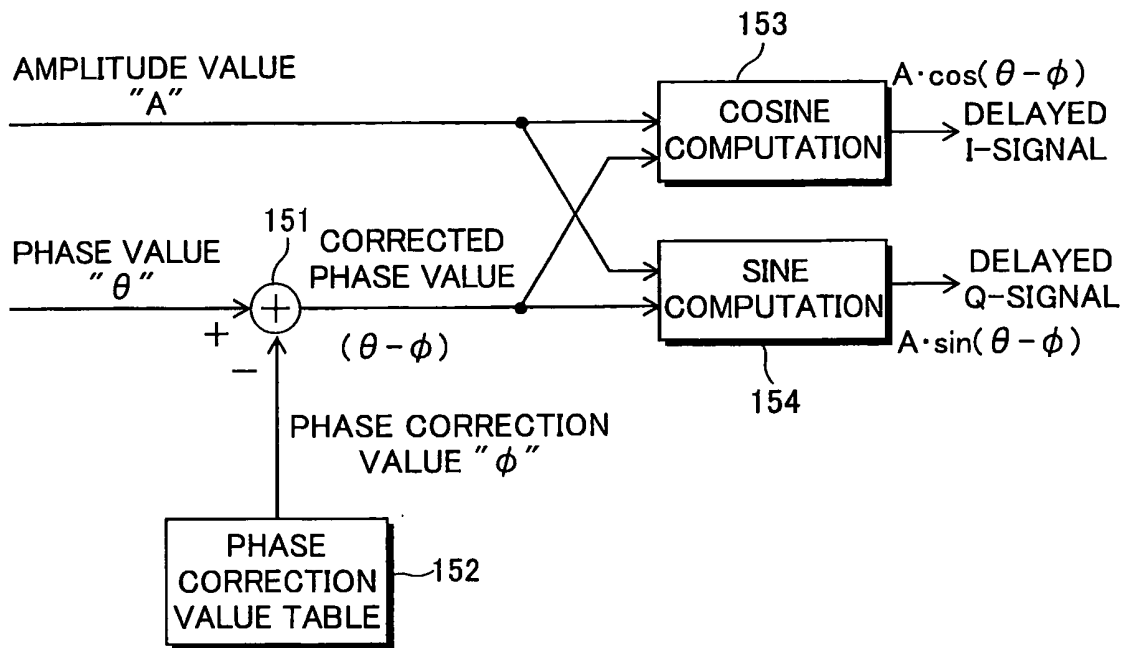 153
AMPLITUDE VALUE
"A"
COSINE
COMPUTATION
A·cos(θ-φ)
DELAYED
I-SIGNAL
PHASE VALUE
"θ"
151
CORRECTED
PHASE VALUE
SINE
COMPUTATION
DELAYED
Q-SIGNAL
+
+
−
(θ-φ)
A·sin(θ-φ)
154
PHASE CORRECTION
VALUE "φ"
PHASE
CORRECTION
VALUE TABLE
152